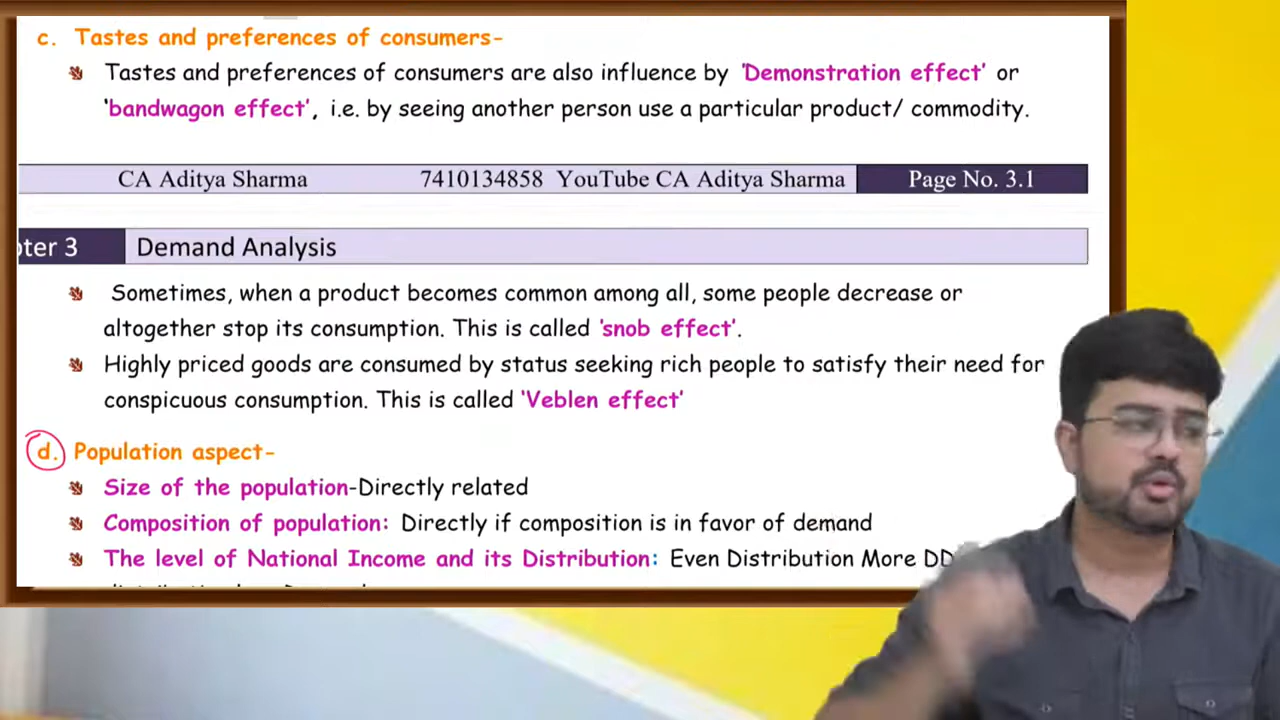 c. Tastes and preferences of consumers-
Tastes and preferences of consumers are also influence by 'Demonstration effect' or
'bandwagon effect', i.e. by seeing another person use a particular product/ commodity.
CA Aditya Sharma 7410134858 YouTube CA Aditya Sharma Page No. 3.1
ter 3 Demand Analysis
Sometimes, when a product becomes common among all, some people decrease or
altogether stop its consumption. This is called 'snob effect'.
Highly priced goods are consumed by status seeking rich people to satisfy their need for
conspicuous consumption. This is called 'Veblen effect'
d. Population aspect-
Size of the population-Directly related
Composition of population: Directly if composition is in favor of demand
The level of National Income and its Distribution: Even Distribution More DD